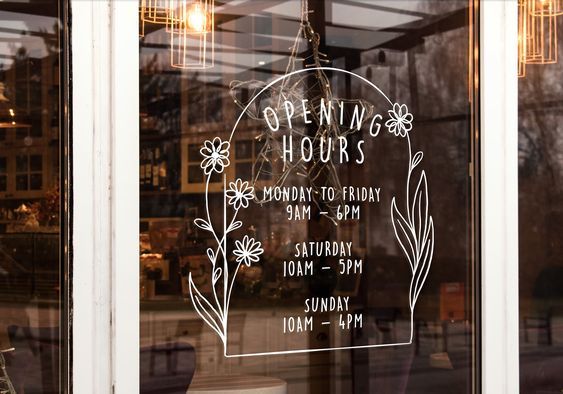 OPENING
HOURS
MONDAY TO FRIDAY
9AM – 6PM
SATURDAY
10AM – 5PM
SUNDAY
10AM – 4PM